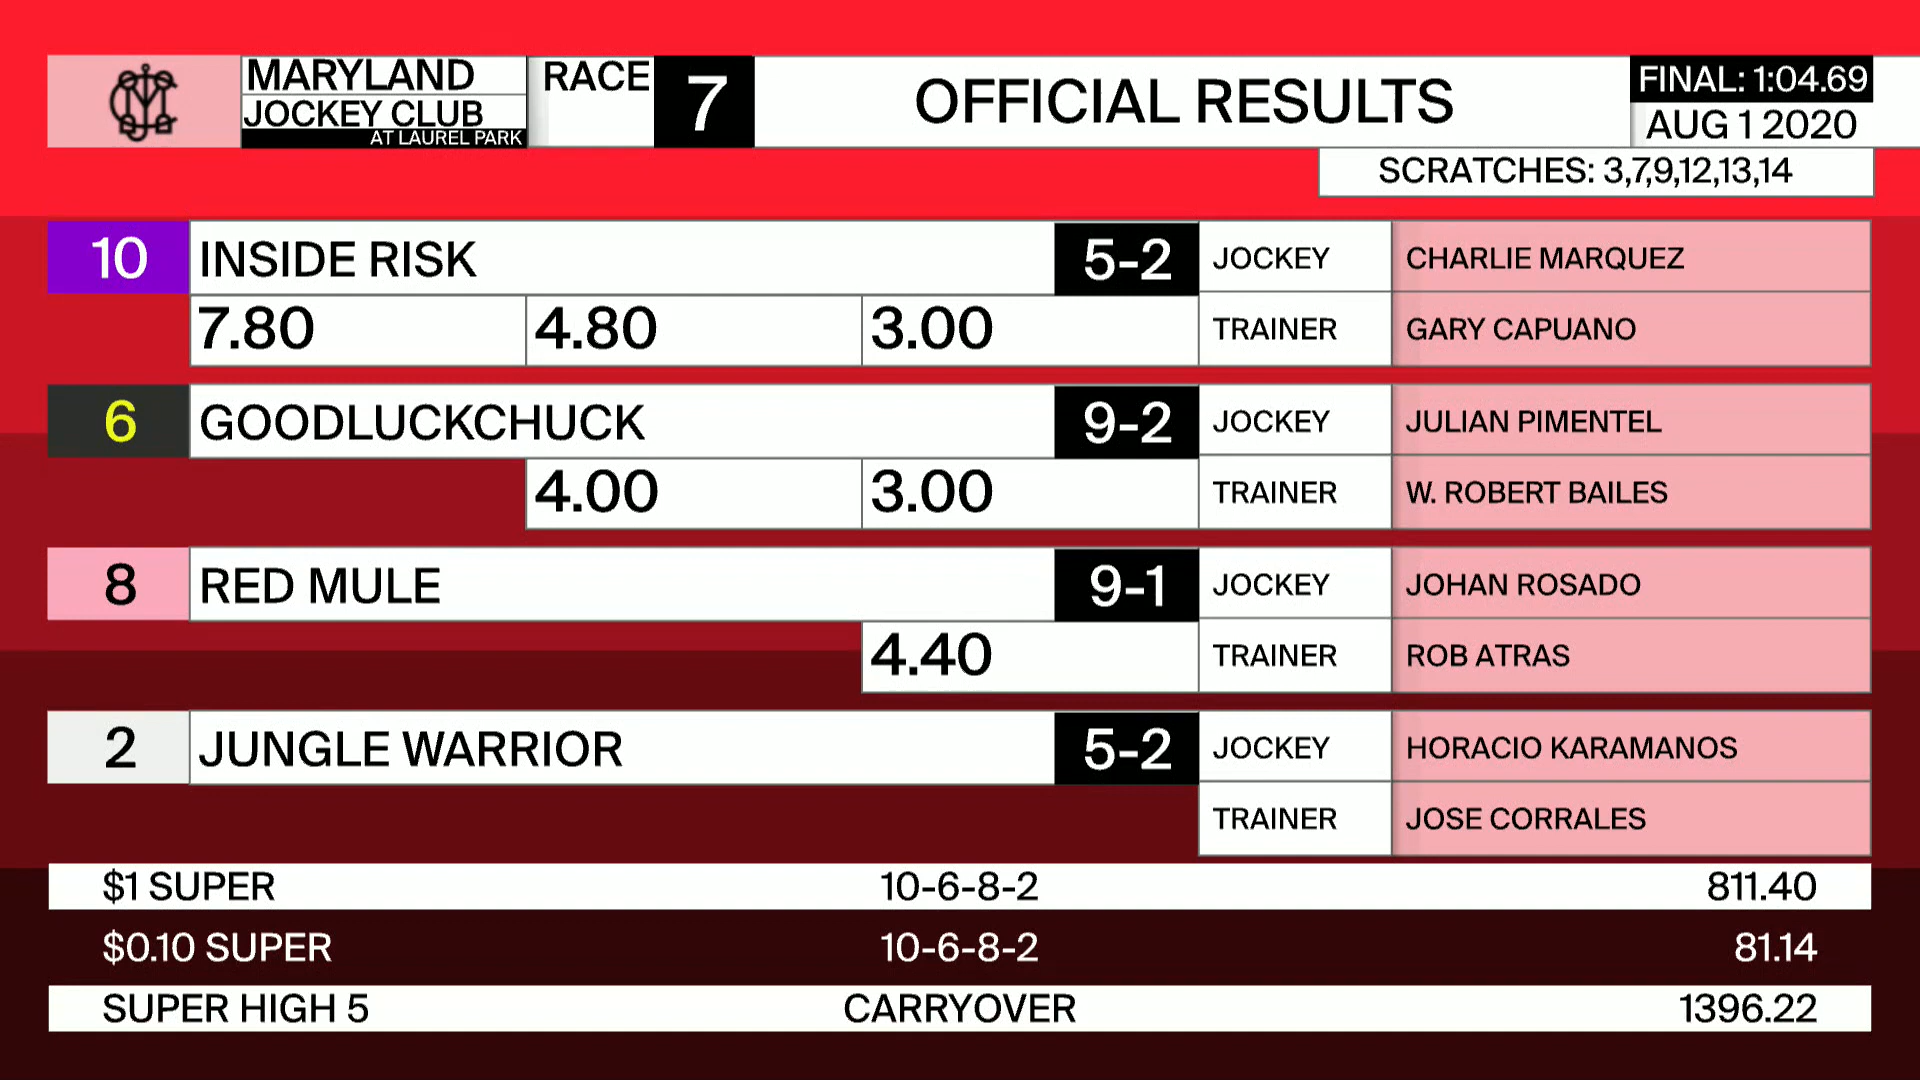 MARYLAND
JOCKEY CLUB
AT LAUREL PARK
RACE 7
OFFICIAL RESULTS
FINAL: 1:04.69
AUG 1 2020
SCRATCHES: 3,7,9,12,13,14
10 INSIDE RISK 5-2 JOCKEY CHARLIE MARQUEZ
7.80 4.80 3.00 TRAINER GARY CAPUANO
6 GOODLUCKCHUCK 9-2 JOCKEY JULIAN PIMENTEL
4.00 3.00 TRAINER W. ROBERT BAILES
8 RED MULE 9-1 JOCKEY JOHAN ROSADO
4.40 TRAINER ROB ATRAS
2 JUNGLE WARRIOR 5-2 JOCKEY HORACIO KARAMANOS
TRAINER JOSE CORRALES
$1 SUPER 10-6-8-2 811.40
$0.10 SUPER 10-6-8-2 81.14
SUPER HIGH 5 CARRYOVER 1396.22